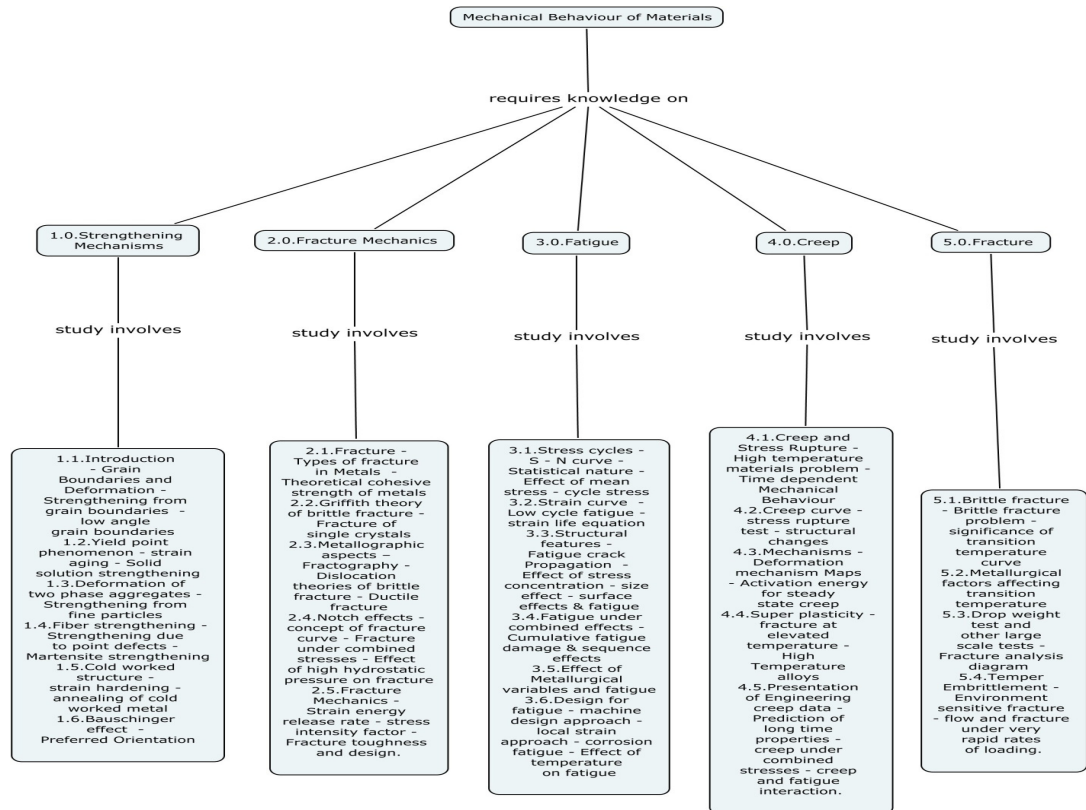 Mechanical Behaviour of Materials
requires knowledge on
1.0.Strengthening
Mechanisms
2.0.Fracture Mechanics
3.0.Fatigue
4.0.Creep
5.0.Fracture
study involves
study involves
study involves
study involves
study involves
1.1.Introduction
- Grain
Boundaries and
Deformation -
Strengthening from
grain boundaries -
low angle
grain boundaries
1.2.Yield point
phenomenon - strain
aging - Solid
solution strengthening
1.3.Deformation of
two phase aggregates -
Strengthening from
fine particles
1.4.Fiber strengthening -
Strengthening due
to point defects -
Martensite strengthening
1.5.Cold worked
structure -
strain hardening -
annealing of cold
worked metal
1.6.Bauschinger
effect -
Preferred Orientation
2.1.Fracture -
Types of fracture
in Metals -
Theoretical cohesive
strength of metals
2.2.Griffith theory
of brittle fracture -
Fracture of
single crystals
2.3.Metallographic
aspects –
Fractography -
Dislocation
theories of brittle
fracture - Ductile
fracture
2.4.Notch effects -
concept of fracture
curve - Fracture
under combined
stresses - Effect
of high hydrostatic
pressure on fracture
2.5.Fracture
Mechanics -
Strain energy
release rate - stress
intensity factor -
Fracture toughness
and design.
3.1.Stress cycles -
S - N curve -
Statistical nature -
Effect of mean
stress - cycle stress
3.2.Strain curve -
Low cycle fatigue -
strain life equation
3.3.Structural
features -
Fatigue crack
Propagation -
Effect of stress
concentration - size
effect - surface
effects & fatigue
3.4.Fatigue under
combined effects -
Cumulative fatigue
damage & sequence
effects
3.5.Effect of
Metallurgical
variables and fatigue
3.6.Design for
fatigue - machine
design approach -
local strain
approach - corrosion
fatigue - Effect of
temperature
on fatigue
4.1.Creep and
Stress Rupture -
High temperature
materials problem -
Time dependent
Mechanical
Behaviour
4.2.Creep curve -
stress rupture
test - structural
changes
4.3.Mechanisms -
Deformation
mechanism Maps
- Activation energy
for steady
state creep
4.4.Super plasticity -
fracture at
elevated
temperature -
High
Temperature
alloys
4.5.Presentation
of Engineering
creep data -
Prediction of
long time
properties -
creep under
combined
stresses - creep
and fatigue
interaction.
5.1.Brittle fracture
- Brittle fracture
problem -
significance of
transition
temperature
curve
5.2.Metallurgical
factors affecting
transition
temperature
5.3.Drop weight
test and
other large
scale tests -
Fracture analysis
diagram
5.4.Temper
Embrittlement -
Environment
sensitive fracture
- flow and fracture
under very
rapid rates
of loading.